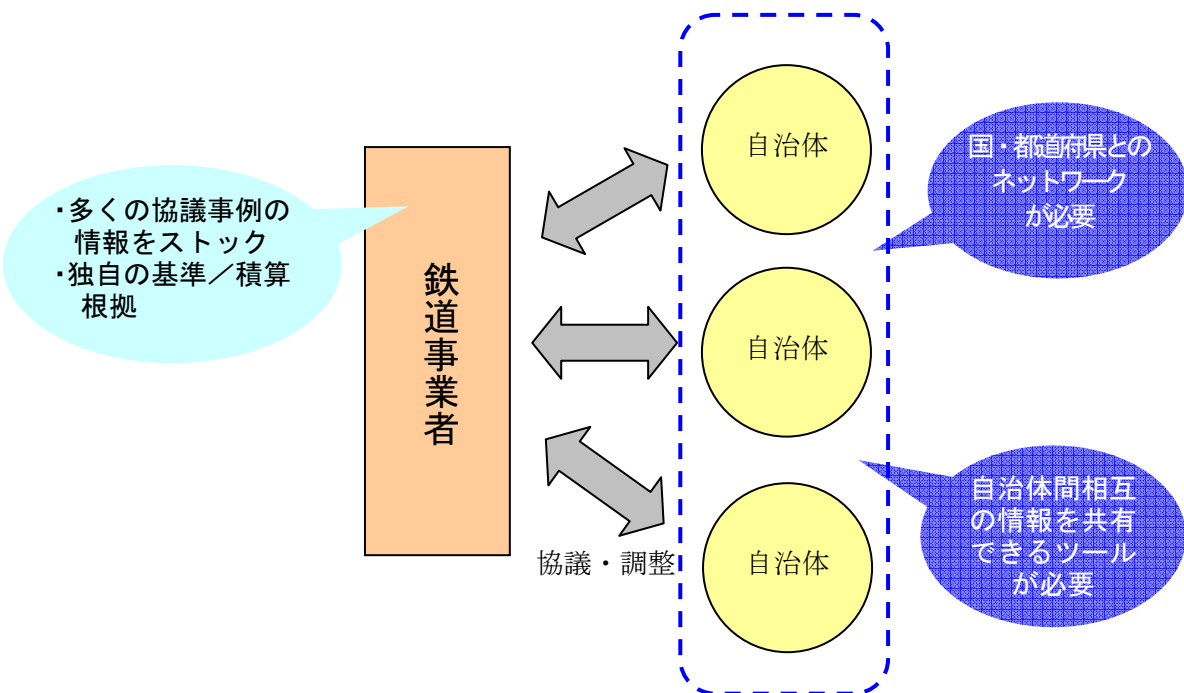 ・多くの協議事例の
情報をストック
・独自の基準／積算
根拠
鉄道事業者
協議・調整
自治体
自治体
自治体
国・都道府県との
ネットワーク
が必要
自治体間相互
の情報を共有
できるツール
が必要